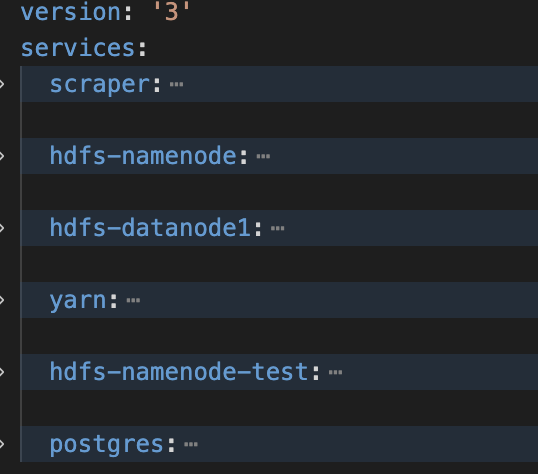 version: '3'
services:
scraper: ⋯
hdfs-namenode: ⋯
hdfs-datanode1: ⋯
yarn: ⋯
hdfs-namenode-test: ⋯
postgres: ⋯